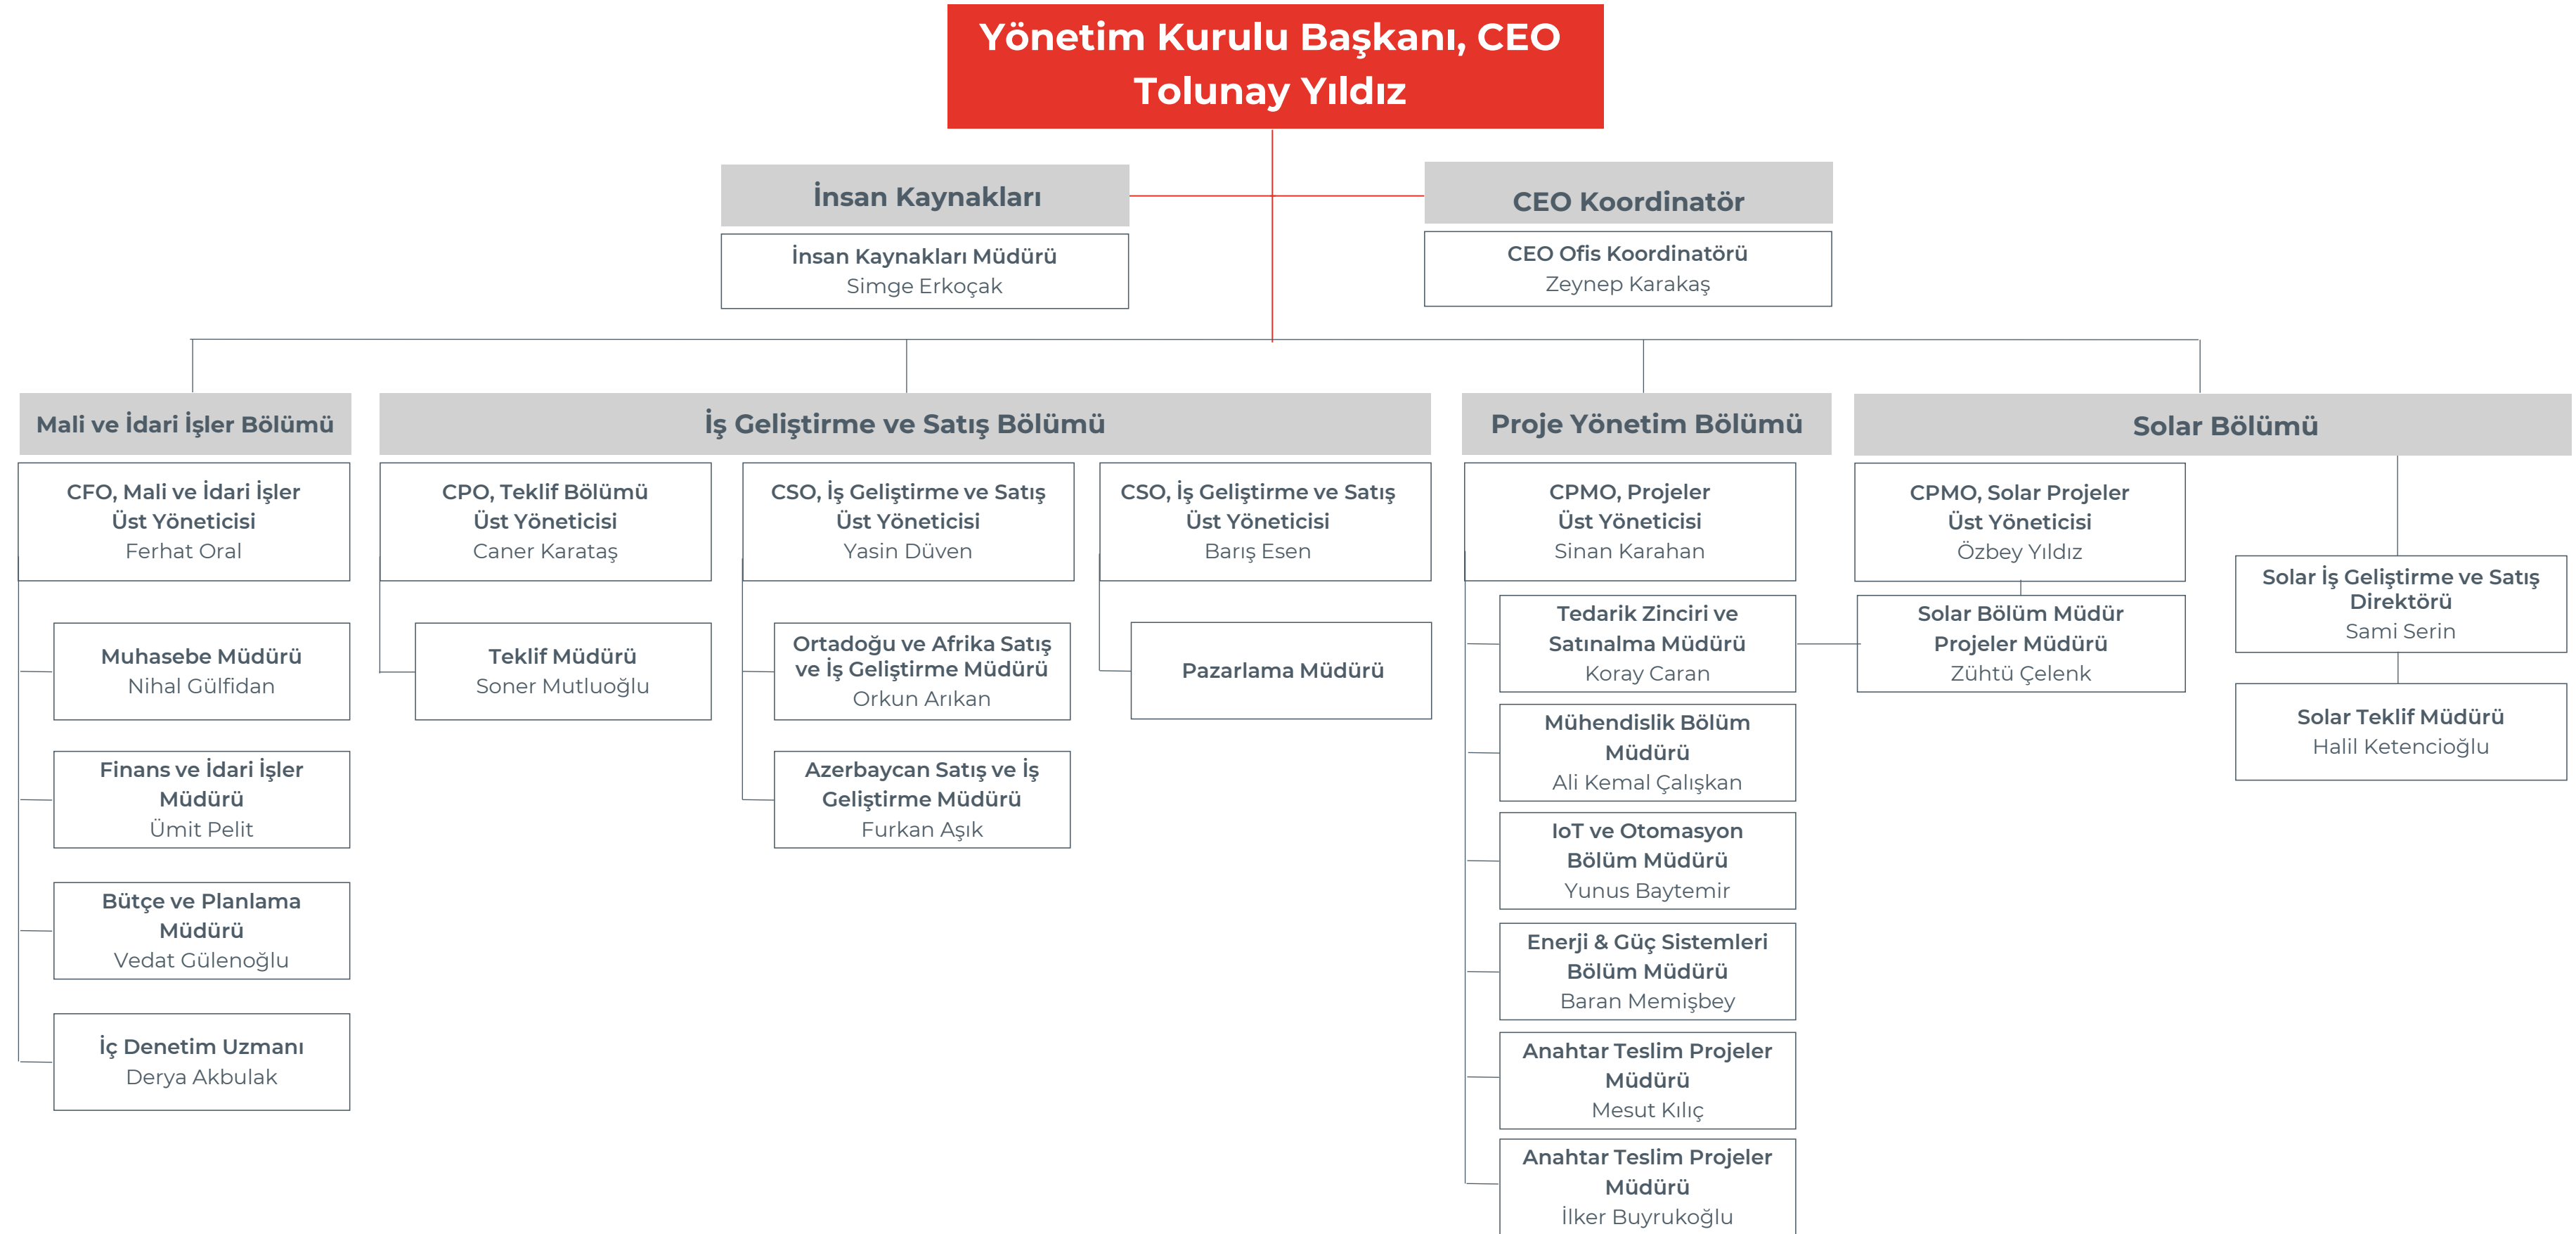 Yönetim Kurulu Başkanı, CEO
Tolunay Yıldız
İnsan Kaynakları
İnsan Kaynakları Müdürü
Simge Erkoçak
CEO Koordinatör
CEO Ofis Koordinatörü
Zeynep Karakaş
Mali ve İdari İşler Bölümü
CFO, Mali ve İdari İşler
Üst Yöneticisi
Ferhat Oral
Muhasebe Müdürü
Nihal Gülfidan
Finans ve İdari İşler
Müdürü
Ümit Pelit
Bütçe ve Planlama
Müdürü
Vedat Gülenoğlu
İç Denetim Uzmanı
Derya Akbulak
İş Geliştirme ve Satış Bölümü
CPO, Teklif Bölümü
Üst Yöneticisi
Caner Karataş
Teklif Müdürü
Soner Mutluoğlu
CSO, İş Geliştirme ve Satış
Üst Yöneticisi
Yasin Düven
Ortadoğu ve Afrika Satış
ve İş Geliştirme Müdürü
Orkun Arıkan
Azerbaycan Satış ve İş
Geliştirme Müdürü
Furkan Aşık
CSO, İş Geliştirme ve Satış
Üst Yöneticisi
Barış Esen
Pazarlama Müdürü
Proje Yönetim Bölümü
CPMO, Projeler
Üst Yöneticisi
Sinan Karahan
Tedarik Zinciri ve
Satınalma Müdürü
Koray Caran
Mühendislik Bölüm
Müdürü
Ali Kemal Çalışkan
IoT ve Otomasyon
Bölüm Müdürü
Yunus Baytemir
Enerji & Güç Sistemleri
Bölüm Müdürü
Baran Memişbey
Anahtar Teslim Projeler
Müdürü
Mesut Kılıç
Anahtar Teslim Projeler
Müdürü
İlker Buyrukoğlu
Solar Bölümü
CPMO, Solar Projeler
Üst Yöneticisi
Özbey Yıldız
Solar Bölüm Müdür
Projeler Müdürü
Zühtü Çelenk
Solar İş Geliştirme ve Satış
Direktörü
Sami Serin
Solar Teklif Müdürü
Halil Ketencioğlu